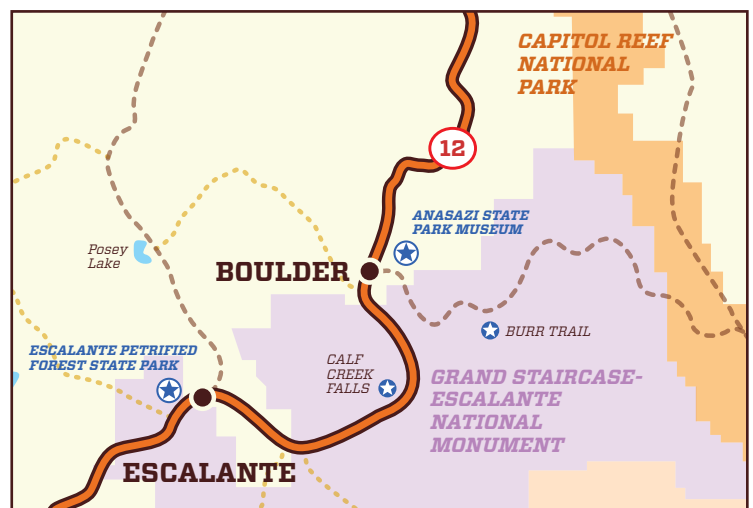 CAPITOL REEF
NATIONAL
PARK
12
ANASAZI STATE
PARK MUSEUM
Posey
Lake
BOULDER
BURR TRAIL
ESCALANTE PETRIFIED
FOREST STATE PARK
CALF
CREEK
FALLS
GRAND STAIRCASE-
ESCALANTE
NATIONAL
MONUMENT
ESCALANTE